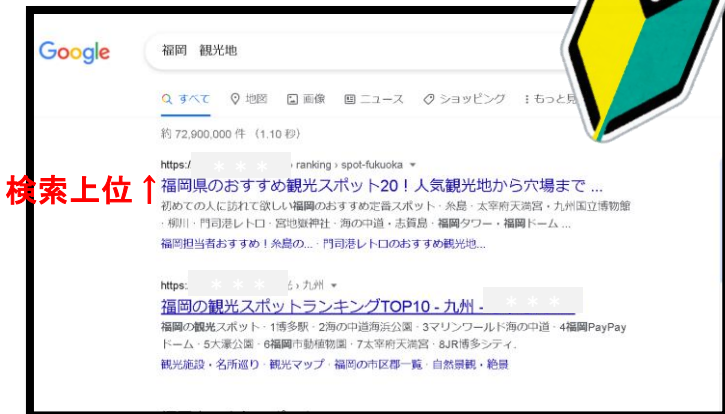 Google
福岡 観光地
すべて 地図 画像 ニュース ショッピング もっと見
約 72,900,000 件 (1.10 秒)
https:/ * * * › ranking › spot-fukuoka
検索上位↑
福岡県のおすすめ観光スポット20！人気観光地から穴場まで ...
初めての人に訪れて欲しい福岡のおすすめ定番スポット · 糸島 · 太宰府天満宮 · 九州国立博物館
· 柳川 · 門司港レトロ · 宮地嶽神社 · 海の中道 · 志賀島 · 福岡タワー · 福岡ドーム ...
福岡担当者おすすめ！糸島の... · 門司港レトロのおすすめ観光地...
https: * * * › 九州
福岡の観光スポットランキングTOP10 - 九州 - * * *
福岡の観光スポット · 1博多駅 · 2海の中道海浜公園 · 3マリンワールド海の中道 · 4福岡PayPay
ドーム · 5大濠公園 · 6福岡市動植物園 · 7太宰府天満宮 · 8JR博多シティ.
観光施設・名所巡り · 観光マップ · 福岡の市区郡一覧 · 自然景観・絶景